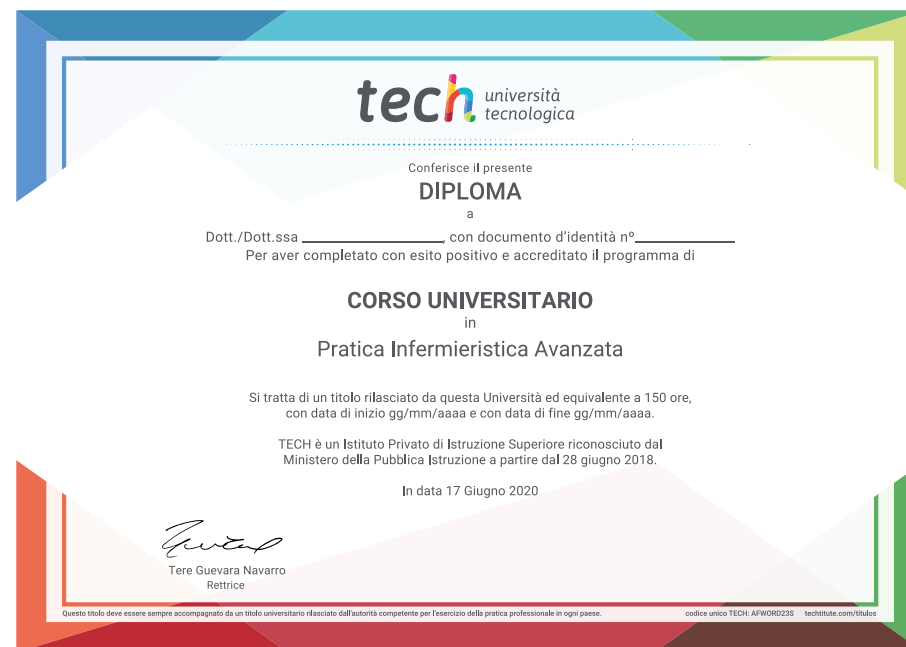 tech università
tecnologica
Conferisce il presente
DIPLOMA
a
Dott./Dott.ssa ____________________, con documento d'identità nº______________
Per aver completato con esito positivo e accreditato il programma di
CORSO UNIVERSITARIO
in
Pratica Infermieristica Avanzata
Si tratta di un titolo rilasciato da questa Università ed equivalente a 150 ore,
con data di inizio gg/mm/aaaa e con data di fine gg/mm/aaaa.
TECH è un Istituto Privato di Istruzione Superiore riconosciuto dal
Ministero della Pubblica Istruzione a partire dal 28 giugno 2018.
In data 17 Giugno 2020
Tere Guevara Navarro
Rettrice
Questo titolo deve essere sempre accompagnato da un titolo universitario rilasciato dall'autorità competente per l'esercizio della pratica professionale in ogni paese. codice unico TECH: AFWORD23S techtitute.com/titulos